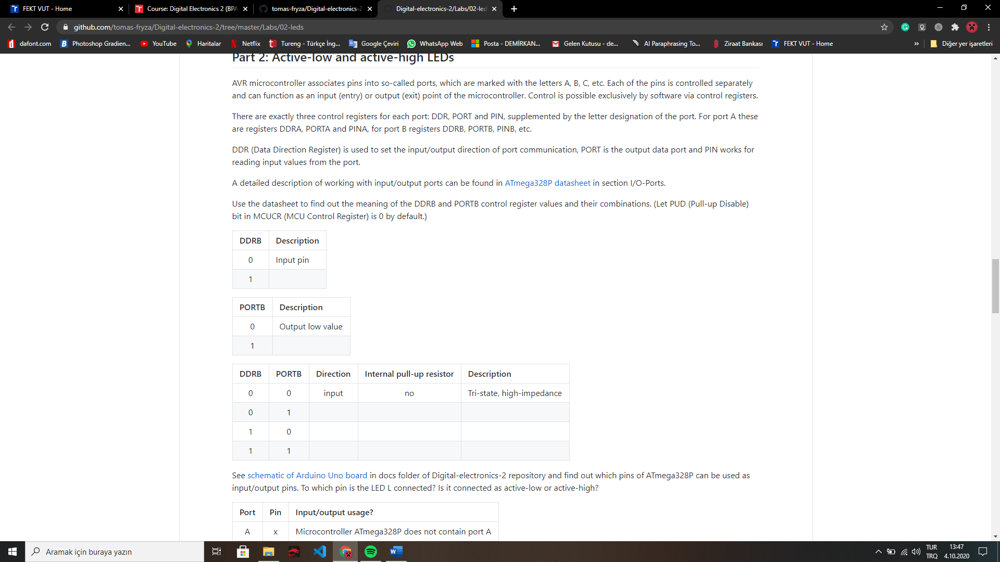 FEKT VUT - Home
Course: Digital Electronics 2 (BPA
tomas-fryza/Digital-electronics-2
Digital-electronics-2/Labs/02-led
github.com/tomas-fryza/Digital-electronics-2/tree/master/Labs/02-leds
dafont.com
Photoshop Gradien...
YouTube
Haritalar
Netflix
Tureng - Türkçe İng...
Google Çeviri
WhatsApp Web
Posta - DEMİRKAN...
Gelen Kutusu - de...
AI Paraphrasing To...
Ziraat Bankası
FEKT VUT - Home
»
Diğer yer işaretleri
Part 2: Active-low and active-high LEDs
AVR microcontroller associates pins into so-called ports, which are marked with the letters A, B, C, etc. Each of the pins is controlled separately
and can function as an input (entry) or output (exit) point of the microcontroller. Control is possible exclusively by software via control registers.
There are exactly three control registers for each port: DDR, PORT and PIN, supplemented by the letter designation of the port. For port A these
are registers DDRA, PORTA and PINA, for port B registers DDRB, PORTB, PINB, etc.
DDR (Data Direction Register) is used to set the input/output direction of port communication, PORT is the output data port and PIN works for
reading input values from the port.
A detailed description of working with input/output ports can be found in ATmega328P datasheet in section I/O-Ports.
Use the datasheet to find out the meaning of the DDRB and PORTB control register values and their combinations. (Let PUD (Pull-up Disable)
bit in MCUCR (MCU Control Register) is 0 by default.)
DDRB Description
0 Input pin
1
PORTB Description
0 Output low value
1
DDRB PORTB Direction Internal pull-up resistor Description
0 0 input no Tri-state, high-impedance
0 1
1 0
1 1
See schematic of Arduino Uno board in docs folder of Digital-electronics-2 repository and find out which pins of ATmega328P can be used as
input/output pins. To which pin is the LED L connected? Is it connected as active-low or active-high?
Port Pin Input/output usage?
A x Microcontroller ATmega328P does not contain port A
Aramak için buraya yazın
TUR
TRQ
13:47
4.10.2020